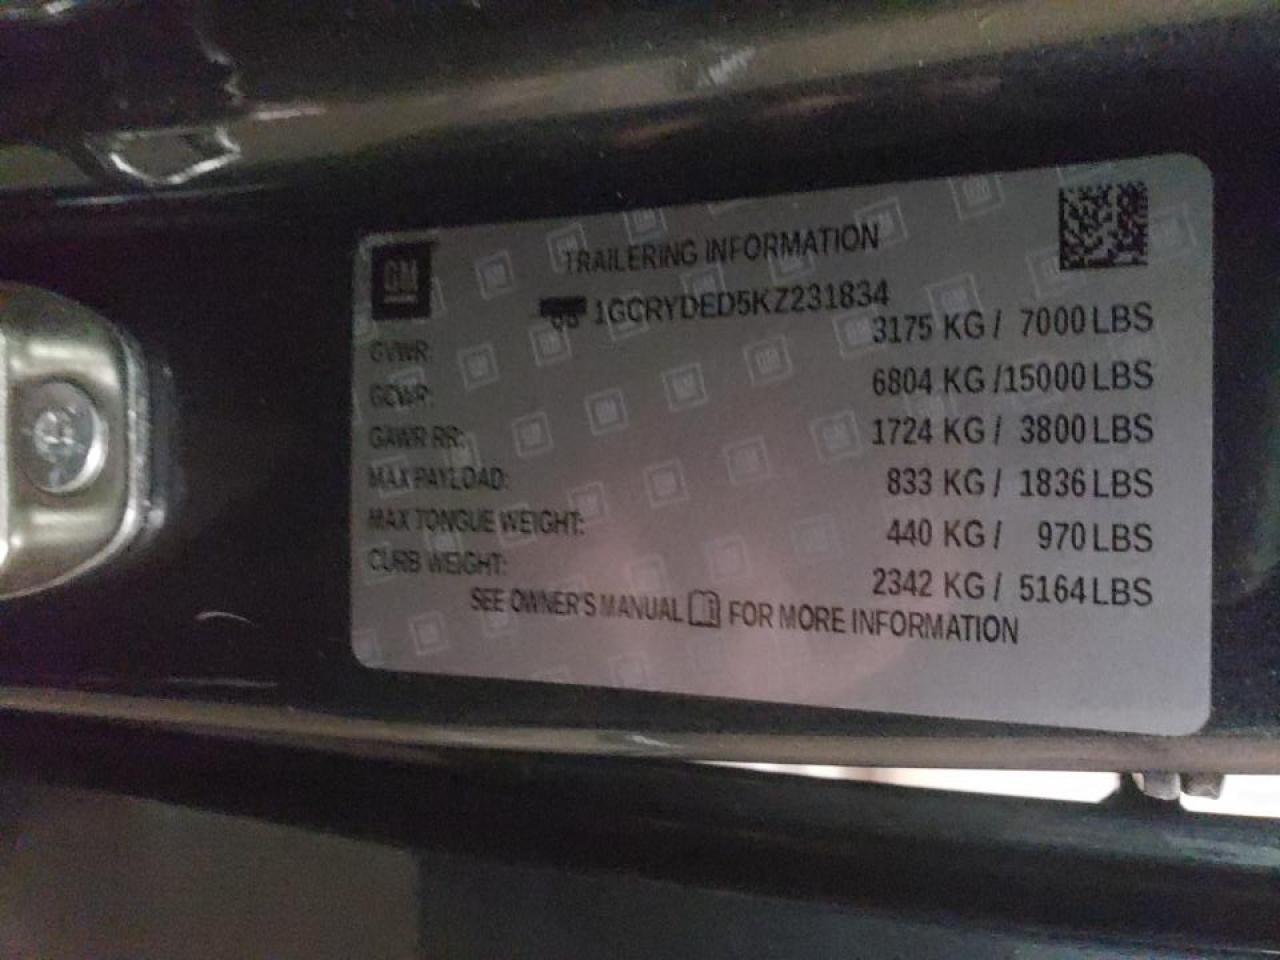 GM
TRAILERING INFORMATION
1GCRYDED5KZ231834
GVWR: 3175 KG / 7000 LBS
GCWR: 6804 KG /15000 LBS
GAWR RR: 1724 KG / 3800 LBS
MAX PAYLOAD: 833 KG / 1836 LBS
MAX TONGUE WEIGHT: 440 KG / 970 LBS
CURB WEIGHT: 2342 KG / 5164 LBS
SEE OWNER'S MANUAL FOR MORE INFORMATION